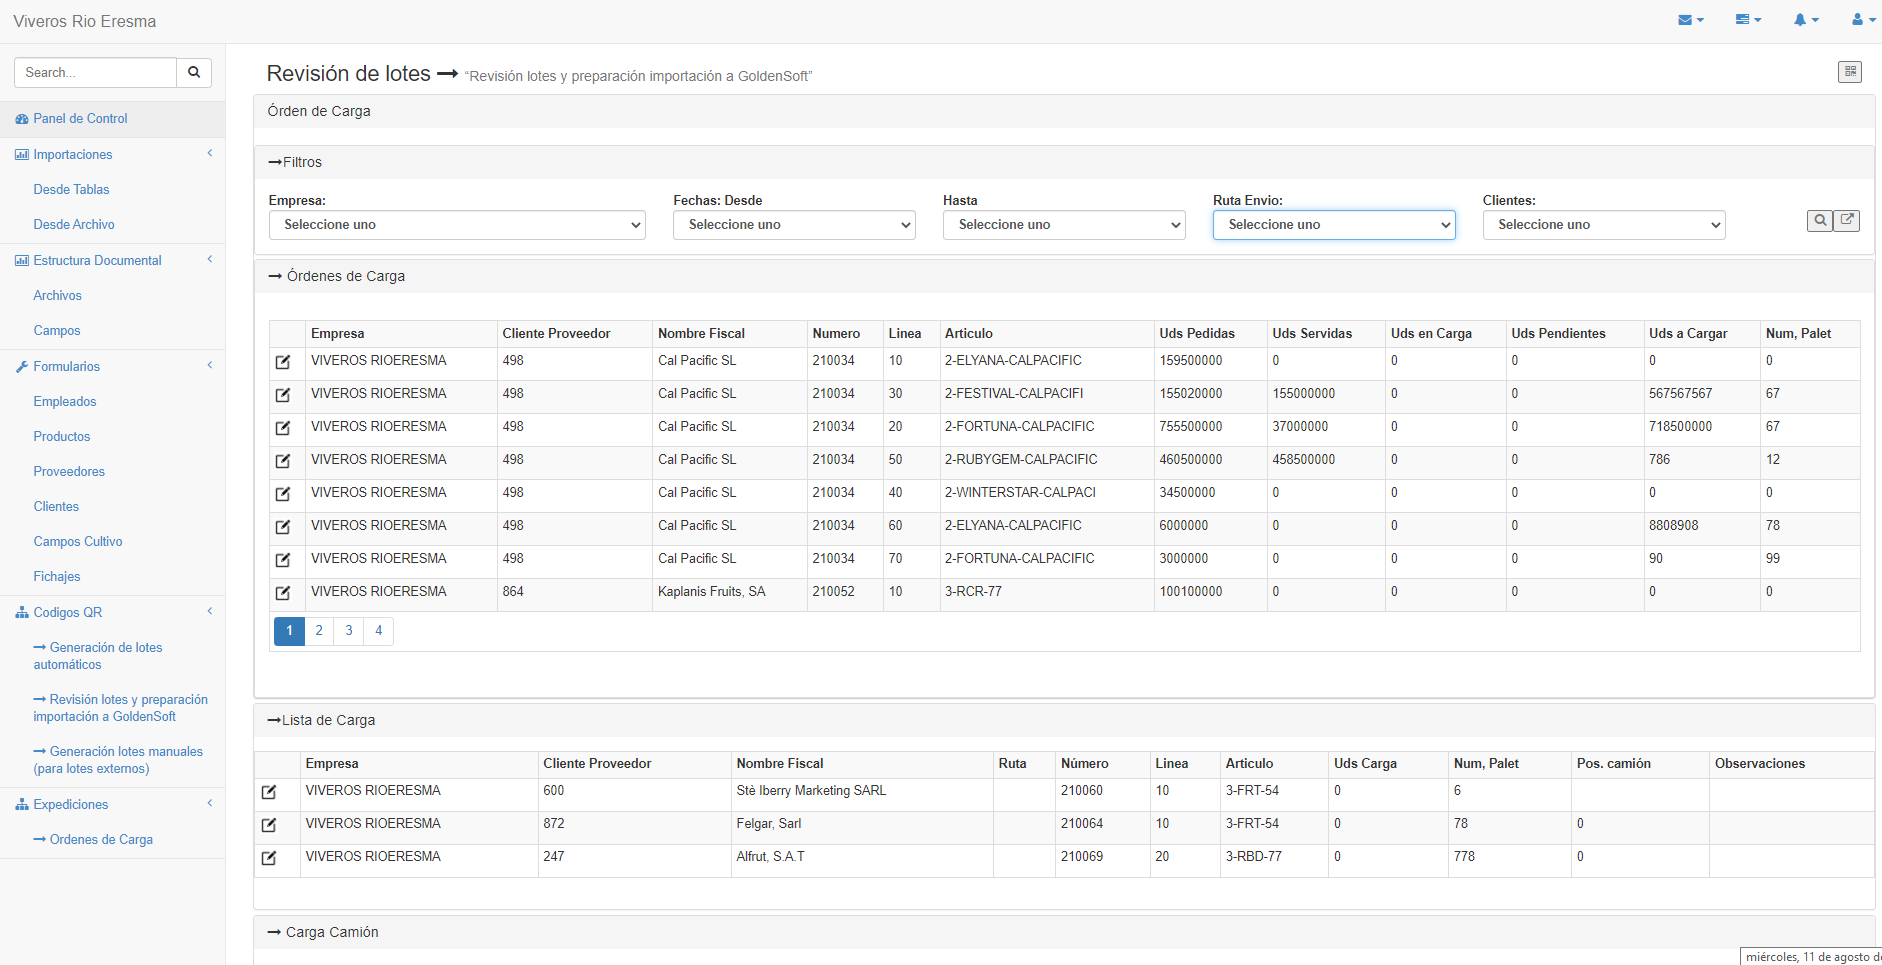 Viveros Rio Eresma
Search...
Panel de Control
Importaciones
Desde Tablas
Desde Archivo
Estructura Documental
Archivos
Campos
Formularios
Empleados
Productos
Proveedores
Clientes
Campos Cultivo
Fichajes
Codigos QR
Generación de lotes
automáticos
Revisión lotes y preparación
importación a GoldenSoft
Generación lotes manuales
(para lotes externos)
Expediciones
Ordenes de Carga
Revisión de lotes → “Revisión lotes y preparación importación a GoldenSoft”
Órden de Carga
→Filtros
Empresa: Fechas: Desde Hasta Ruta Envio: Clientes:
Seleccione uno Seleccione uno Seleccione uno Seleccione uno Seleccione uno
→ Órdenes de Carga
Empresa Cliente Proveedor Nombre Fiscal Numero Linea Articulo Uds Pedidas Uds Servidas Uds en Carga Uds Pendientes Uds a Cargar Num, Palet
VIVEROS RIOERESMA 498 Cal Pacific SL 210034 10 2-ELYANA-CALPACIFIC 159500000 0 0 0 0 0
VIVEROS RIOERESMA 498 Cal Pacific SL 210034 30 2-FESTIVAL-CALPACIFI 155020000 155000000 0 0 567567567 67
VIVEROS RIOERESMA 498 Cal Pacific SL 210034 20 2-FORTUNA-CALPACIFIC 755500000 37000000 0 0 718500000 67
VIVEROS RIOERESMA 498 Cal Pacific SL 210034 50 2-RUBYGEM-CALPACIFIC 460500000 458500000 0 0 786 12
VIVEROS RIOERESMA 498 Cal Pacific SL 210034 40 2-WINTERSTAR-CALPACI 34500000 0 0 0 0 0
VIVEROS RIOERESMA 498 Cal Pacific SL 210034 60 2-ELYANA-CALPACIFIC 6000000 0 0 0 8808908 78
VIVEROS RIOERESMA 498 Cal Pacific SL 210034 70 2-FORTUNA-CALPACIFIC 3000000 0 0 0 90 99
VIVEROS RIOERESMA 864 Kaplanis Fruits, SA 210052 10 3-RCR-77 100100000 0 0 0 0 0
1 2 3 4
→Lista de Carga
Empresa Cliente Proveedor Nombre Fiscal Ruta Número Linea Articulo Uds Carga Num, Palet Pos. camión Observaciones
VIVEROS RIOERESMA 600 Stè Iberry Marketing SARL 210060 10 3-FRT-54 0 6
VIVEROS RIOERESMA 872 Felgar, Sarl 210064 10 3-FRT-54 0 78 0
VIVEROS RIOERESMA 247 Alfrut, S.A.T 210069 20 3-RBD-77 0 778 0
→ Carga Camión
miércoles, 11 de agosto